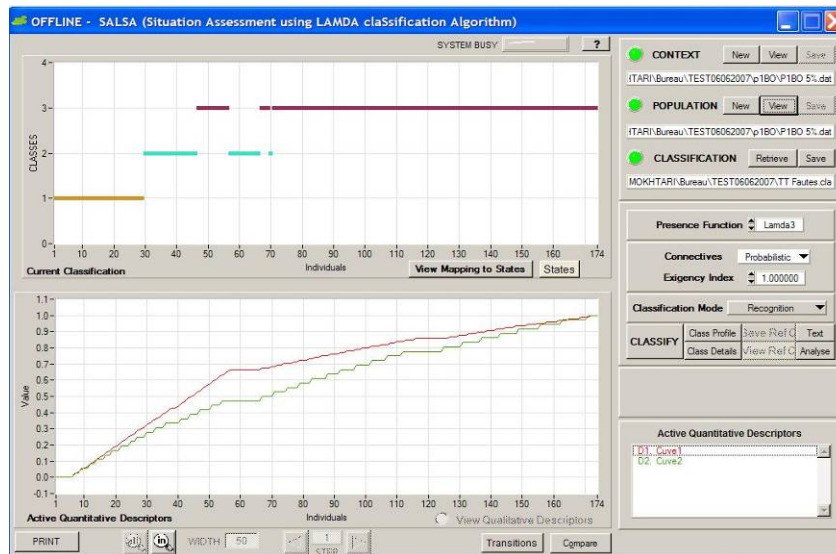 OFFLINE - SALSA (Situation Assessment using LAMDA claSsification Algorithm)
SYSTEM BUSY ?
4
3
2
1
0
CLASSES
1 10 20 30 40 50 60 70 80 90 100 110 120 130 140 150 160 174
Current Classification Individuals View Mapping to States States
1.1
1.0
0.9
0.8
0.7
0.6
0.5
0.4
0.3
0.2
0.1
0.0
-0.1
Value
1 10 20 30 40 50 60 70 80 90 100 110 120 130 140 150 160 174
Active Quantitative Descriptors Individuals View Qualitative Descriptors
PRINT all in WIDTH 50 1 STEP Transitions Compare
CONTEXT New View Save
ITARI\Bureau\TEST06062007\p1BO\P1BO 5%.dat
POPULATION New View Save
ITARI\Bureau\TEST06062007\p1BO\P1BO 5%.dat
CLASSIFICATION Retrieve Save
MOKHTARI\Bureau\TEST06062007\TT Fautes.cla
Presence Function Lamda3
Connectives Probabilistic
Exigency Index 1.000000
Classification Mode Recognition
CLASSIFY Class Profile Save Ref C Text
Class Details View Ref C Analyse
Active Quantitative Descriptors
D1. Cuve1
D2. Cuve2